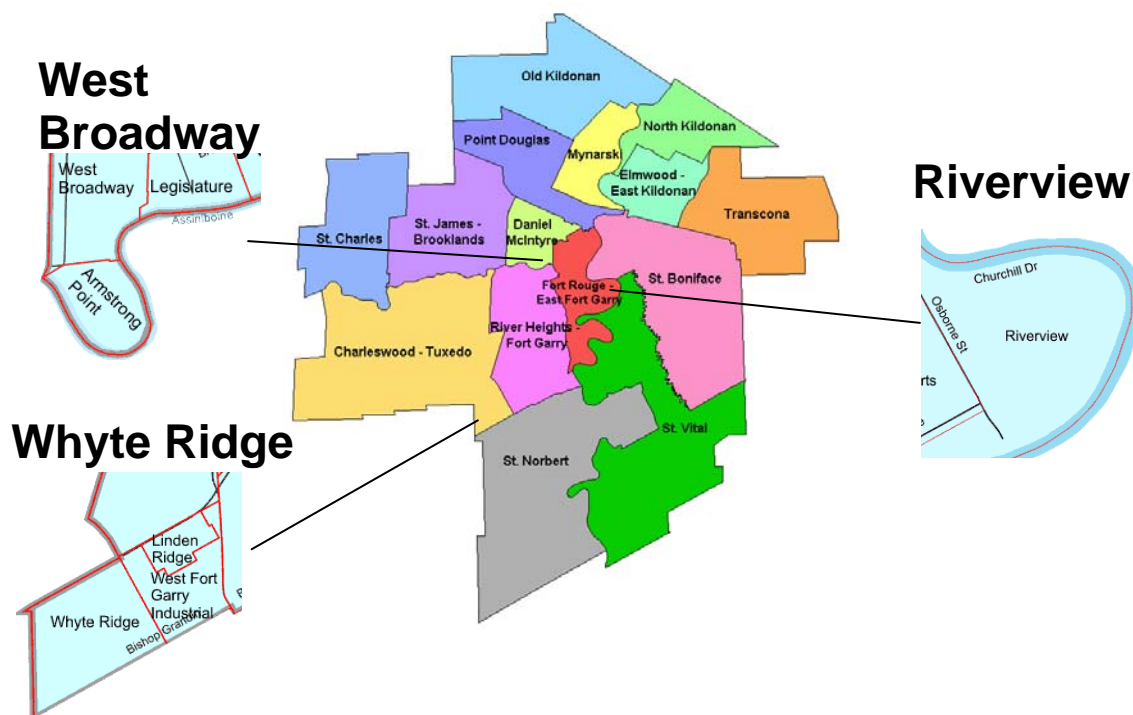 West
Broadway
West
Broadway
Legislature
Assiniboine
Armstrong
Point
Whyte Ridge
Linden
Ridge
West Fort
Garry
Industrial
Whyte Ridge
Old Kildonan
North Kildonan
Point Douglas
Mynarski
Elmwood -
East Kildonan
Transcona
St. Charles
St. James -
Brooklands
Daniel
McIntyre
St. Boniface
Fort Rouge -
East Fort Garry
River Heights -
Fort Garry
Charleswood - Tuxedo
St. Vital
St. Norbert
Riverview
Churchill Dr
Osborne St
Riverview